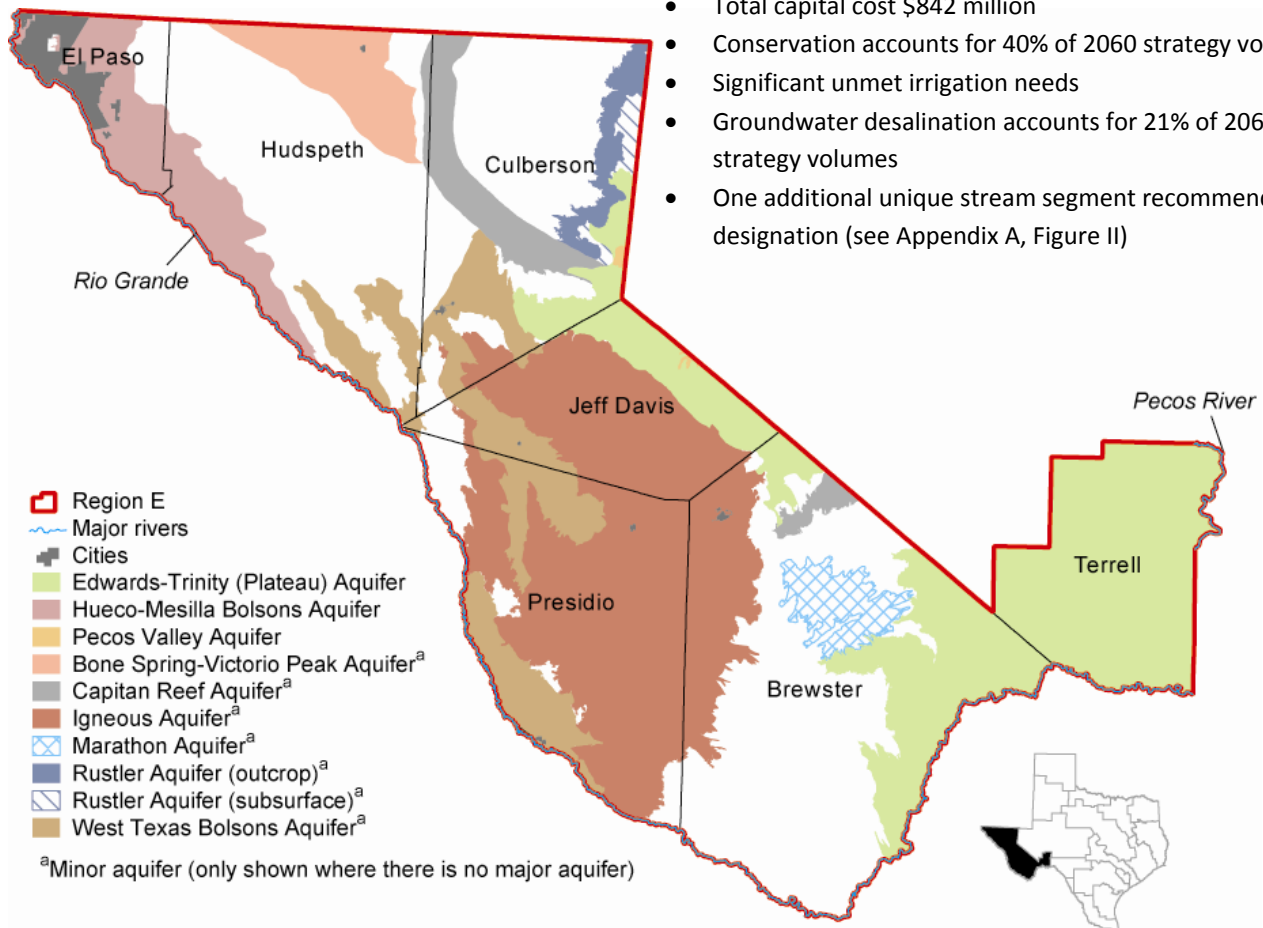 • Total capital cost $842 million
• Conservation accounts for 40% of 2060 strategy vo
• Significant unmet irrigation needs
• Groundwater desalination accounts for 21% of 206
strategy volumes
• One additional unique stream segment recommen
designation (see Appendix A, Figure II)
El Paso
Hudspeth
Culberson
Rio Grande
Jeff Davis
Pecos River
Terrell
Presidio
Brewster
Region E
Major rivers
Cities
Edwards-Trinity (Plateau) Aquifer
Hueco-Mesilla Bolsons Aquifer
Pecos Valley Aquifer
Bone Spring-Victorio Peak Aquifer^a
Capitan Reef Aquifer^a
Igneous Aquifer^a
Marathon Aquifer^a
Rustler Aquifer (outcrop)^a
Rustler Aquifer (subsurface)^a
West Texas Bolsons Aquifer^a
^aMinor aquifer (only shown where there is no major aquifer)